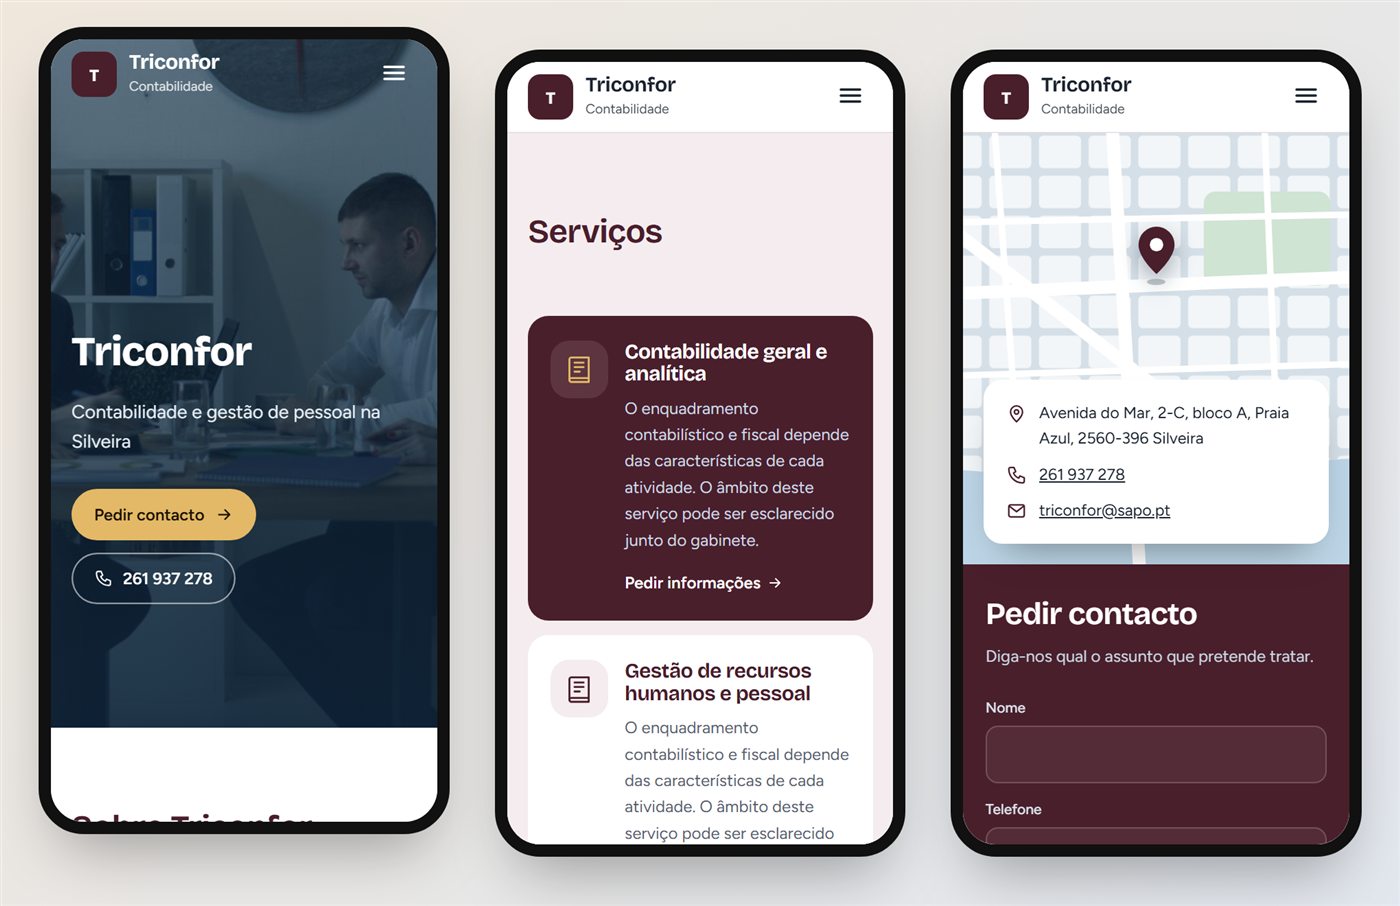 T
Triconfor
Contabilidade
Triconfor
Contabilidade e gestão de pessoal na
Silveira
Pedir contacto
261 937 278
Sobre Triconfor
T
Triconfor
Contabilidade
Serviços
Contabilidade geral e
analítica
O enquadramento
contabilístico e fiscal depende
das características de cada
atividade. O âmbito deste
serviço pode ser esclarecido
junto do gabinete.
Pedir informações
Gestão de recursos
humanos e pessoal
O enquadramento
contabilístico e fiscal depende
das características de cada
atividade. O âmbito deste
serviço pode ser esclarecido
T
Triconfor
Contabilidade
Avenida do Mar, 2-C, bloco A, Praia
Azul, 2560-396 Silveira
261 937 278
triconfor@sapo.pt
Pedir contacto
Diga-nos qual o assunto que pretende tratar.
Nome
Telefone